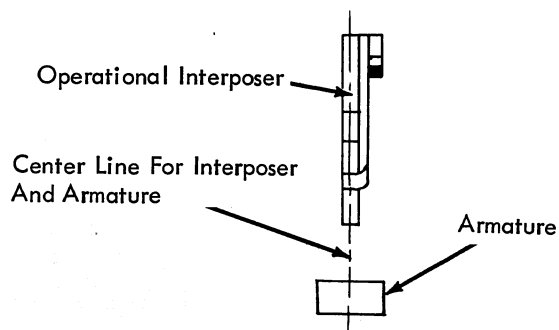 Operational Interposer
Center Line For Interposer
And Armature
Armature